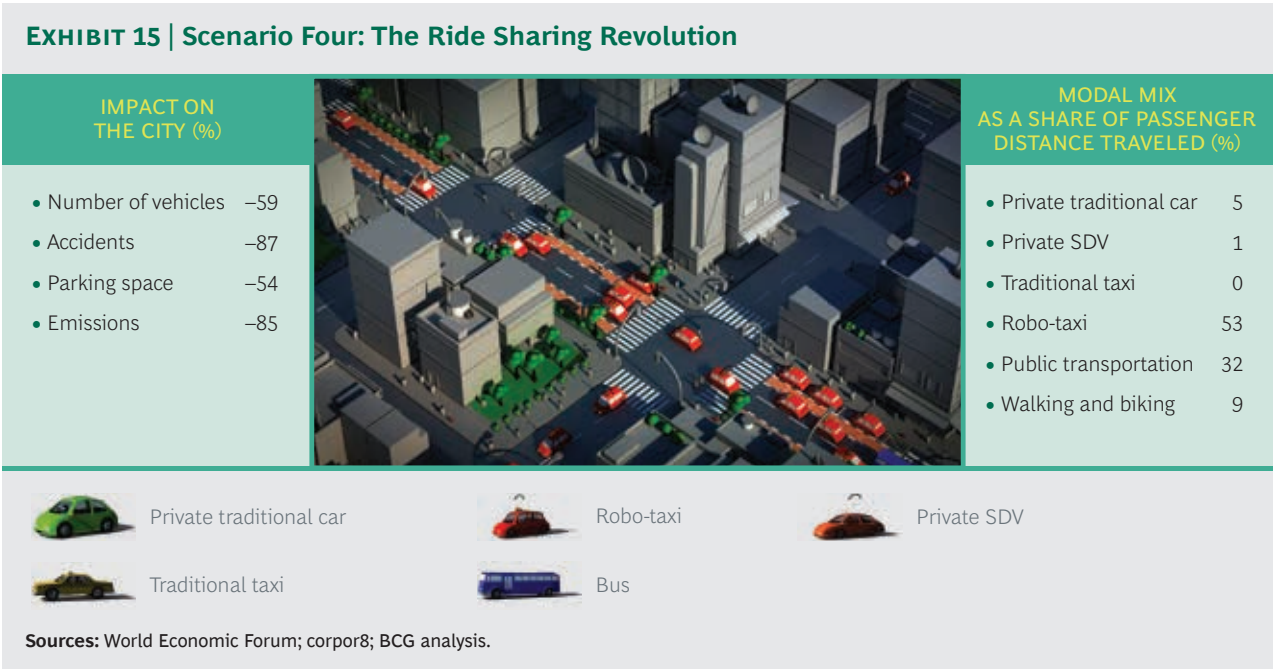 EXHIBIT 15 | Scenario Four: The Ride Sharing Revolution
IMPACT ON
THE CITY (%)
• Number of vehicles –59
• Accidents –87
• Parking space –54
• Emissions –85
MODAL MIX
AS A SHARE OF PASSENGER
DISTANCE TRAVELED (%)
• Private traditional car 5
• Private SDV 1
• Traditional taxi 0
• Robo-taxi 53
• Public transportation 32
• Walking and biking 9
Private traditional car
Robo-taxi
Private SDV
Traditional taxi
Bus
Sources: World Economic Forum; corpor8; BCG analysis.